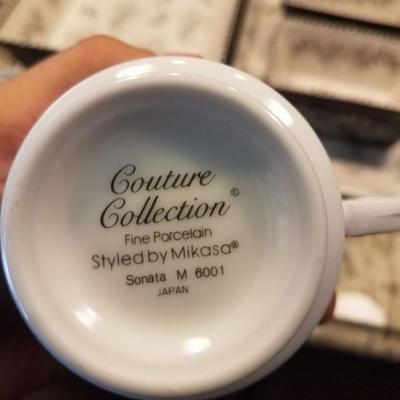 Couture
Collection©
Fine Porcelain
Styled by Mikasa®
Sonata M 6001
JAPAN